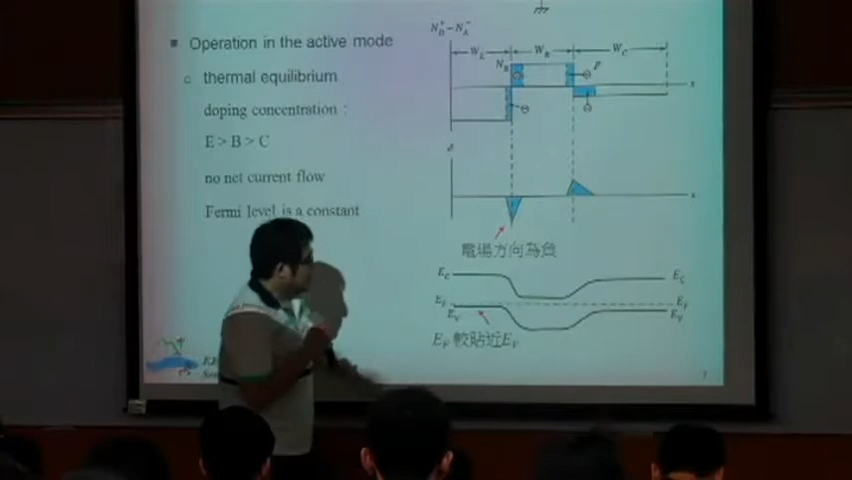 Operation in the active mode
thermal equilibrium
doping concentration :
E > B > C
no net current flow
Fermi level is a constant
N_D^+ − N_A^-
W_E W_B W_C
P
x
x
電場方向為負
E_C E_C
E_F E_F
E_V E_V
E_F 較貼近E_V